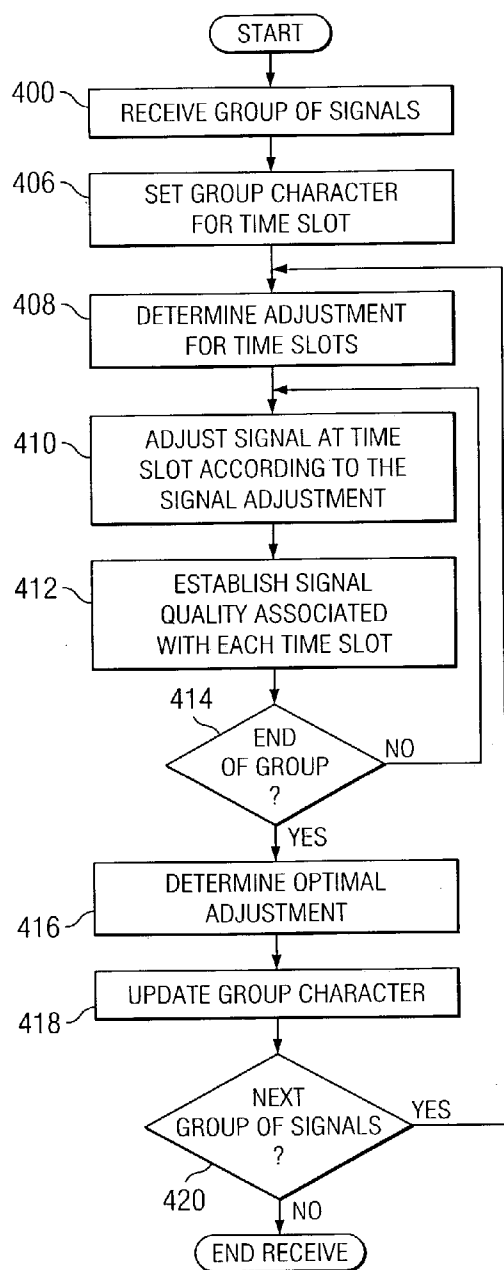 START
400
RECEIVE GROUP OF SIGNALS
406
SET GROUP CHARACTER
FOR TIME SLOT
408
DETERMINE ADJUSTMENT
FOR TIME SLOTS
410
ADJUST SIGNAL AT TIME
SLOT ACCORDING TO THE
SIGNAL ADJUSTMENT
412
ESTABLISH SIGNAL
QUALITY ASSOCIATED
WITH EACH TIME SLOT
414
END
OF GROUP
?
NO
YES
DETERMINE OPTIMAL
ADJUSTMENT
416
UPDATE GROUP CHARACTER
418
NEXT
GROUP OF SIGNALS
?
YES
420
NO
END RECEIVE